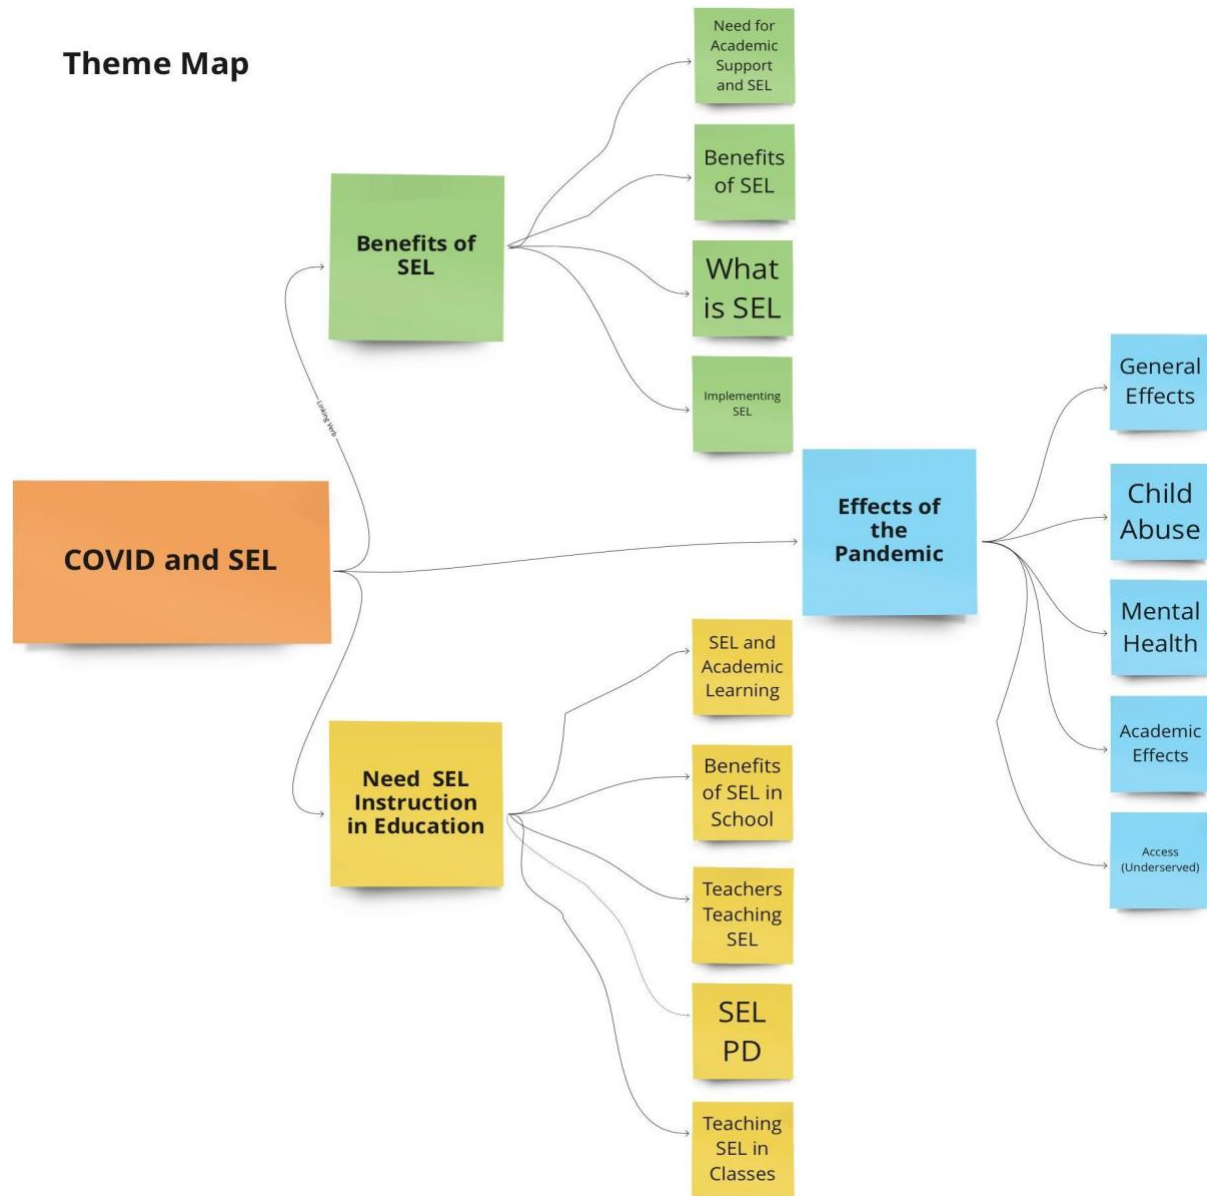 Theme Map
Need for
Academic
Support
and SEL
Benefits
of SEL
What
is SEL
Implementing
SEL
Benefits of
SEL
Linking Verb
COVID and SEL
Effects of
the
Pandemic
General
Effects
Child
Abuse
Mental
Health
Academic
Effects
Access
(Underserved)
Need  SEL
Instruction
in Education
SEL and
Academic
Learning
Benefits
of SEL in
School
Teachers
Teaching
SEL
SEL
PD
Teaching
SEL in
Classes